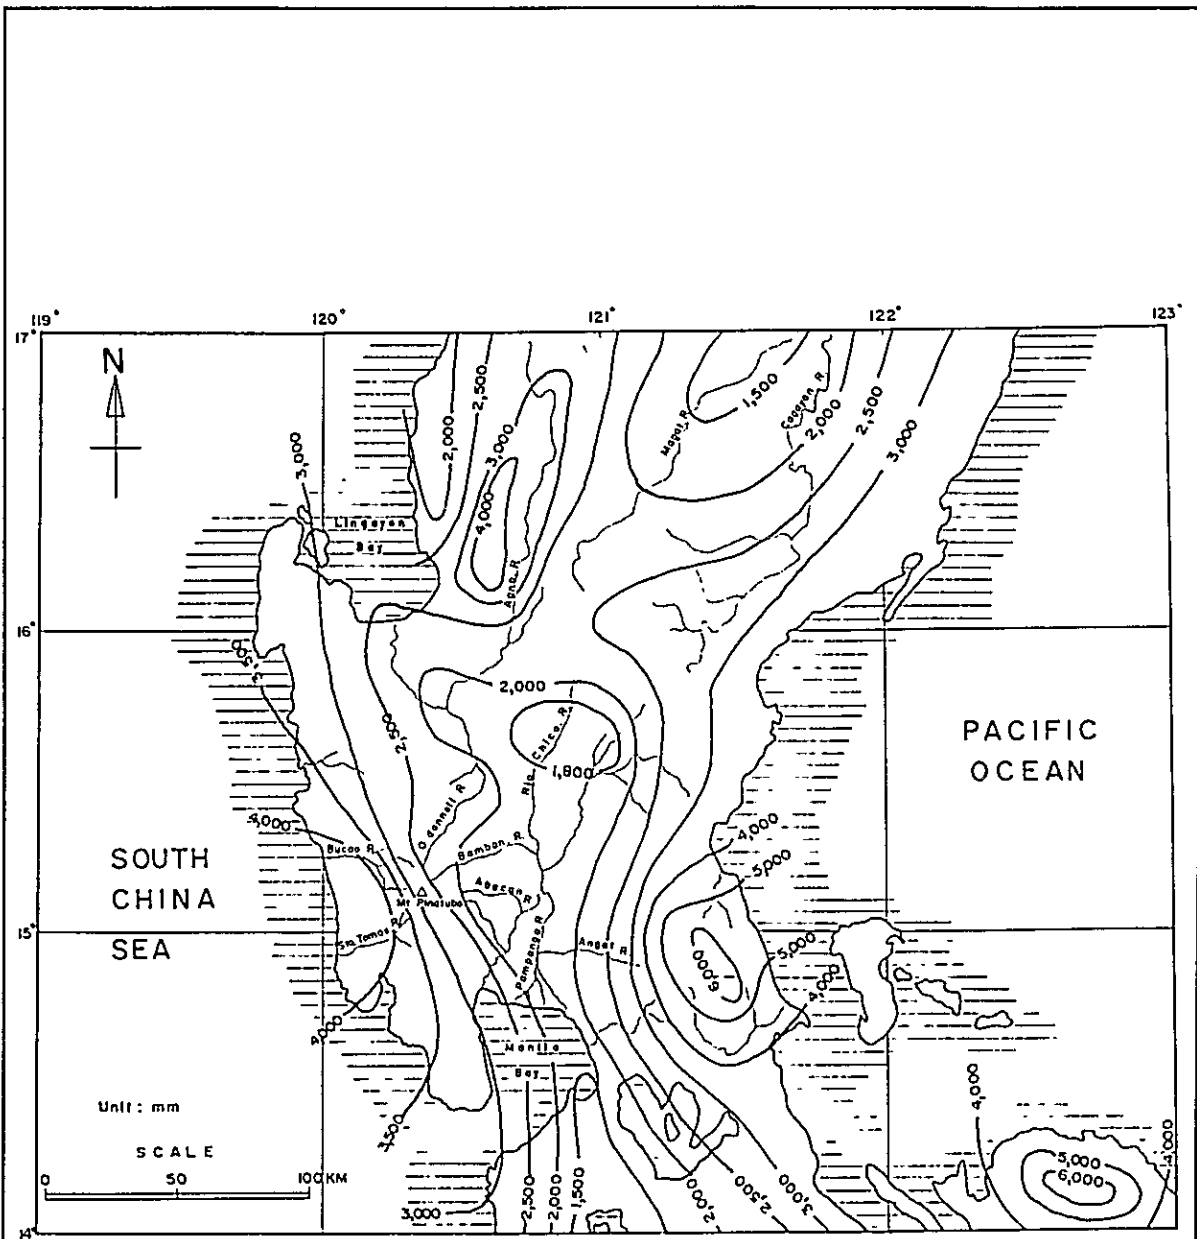 119°
120°
121°
122°
123°
17°
N
3,000
2,000
2,500
3,000
4,000
1,500
Magat R.
Cagayan R.
2,000
2,500
3,000
Lingayen
Bay
Agno R.
16°
3,500
2,500
2,000
Rio Chico R.
1,800
PACIFIC
OCEAN
Odonnell R.
4,000
Bucao R.
Bamban R.
SOUTH
CHINA
SEA
Abacan R.
Mt Pinatubo
4,000
5,000
15°
Sto Tomas R.
Pampanga R.
Angat R.
6,000
5,000
4,000
4,000
Manila
Bay
Unit: mm
SCALE
0 50 100 KM
3,500
4,000
4,000
5,000
6,000
3,000
2,500
2,000
1,500
2,000
2,500
3,000
14°